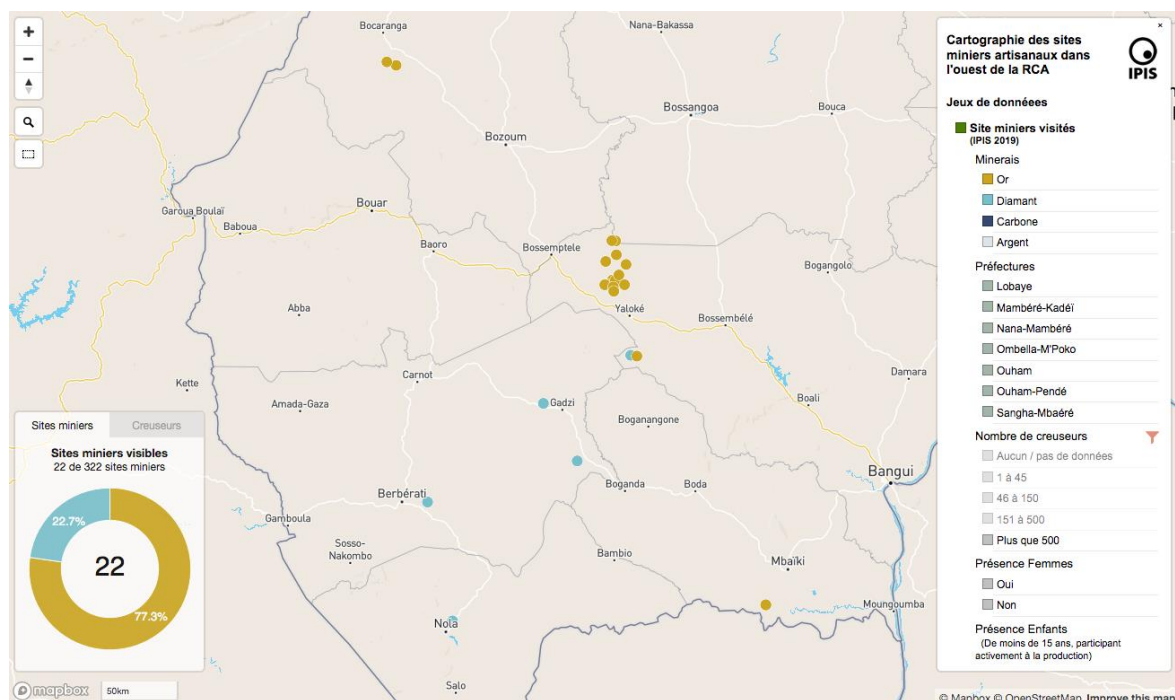 Bocaranga
Nana-Bakassa
Bossangoa
Bouca
Bozoum
Garoua Boulaï
Bouar
Baboua
Baoro
Bossemptele
Bogangolo
Abba
Yaloké
Bossembélé
Carnot
Damara
Kette
Amada-Gaza
Gadzi
Boali
Boganangone
Bangui
Berbérati
Boganda
Boda
Gamboula
Sosso-
Nakombo
Bambio
Mbaïki
Moungoumba
Nola
Salo
Sites miniers
Creuseurs
Sites miniers visibles
22 de 322 sites miniers
22.7%
22
77.3%
mapbox
50km
×
Cartographie des sites
miniers artisanaux dans
l'ouest de la RCA
IPIS
Jeux de donnéees
Site miniers visités
(IPIS 2019)
Minerais
Or
Diamant
Carbone
Argent
Préfectures
Lobaye
Mambéré-Kadéï
Nana-Mambéré
Ombella-M'Poko
Ouham
Ouham-Pendé
Sangha-Mbaéré
Nombre de creuseurs
Aucun / pas de données
1 à 45
46 à 150
151 à 500
Plus que 500
Présence Femmes
Oui
Non
Présence Enfants
(De moins de 15 ans, participant
activement à la production)
© Mapbox © OpenStreetMap Improve this map